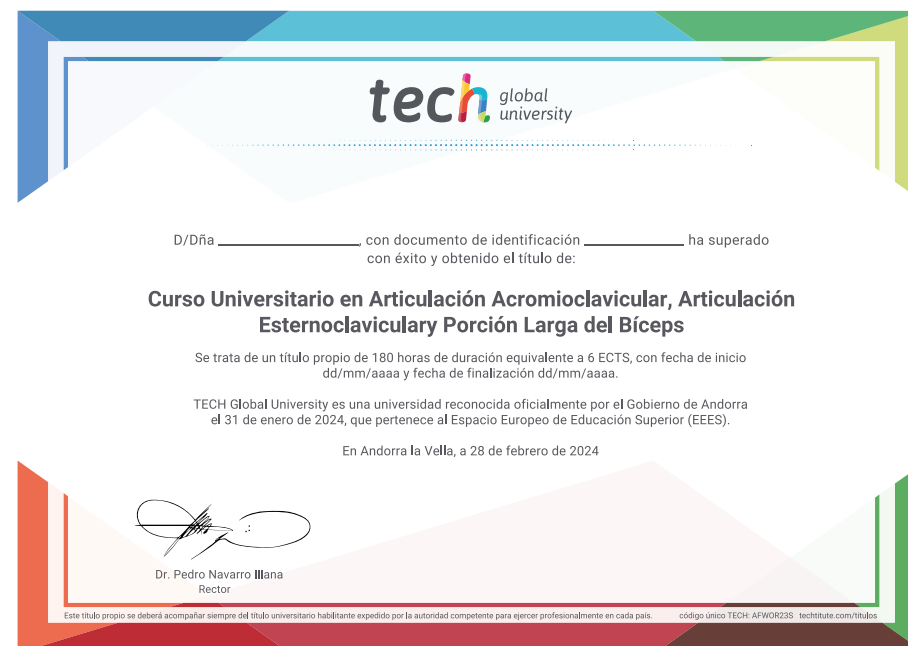 tech global university
D/Dña ____________, con documento de identificación ____________ ha superado
con éxito y obtenido el título de:
Curso Universitario en Articulación Acromioclavicular, Articulación
Esternoclaviculary Porción Larga del Bíceps
Se trata de un título propio de 180 horas de duración equivalente a 6 ECTS, con fecha de inicio
dd/mm/aaaa y fecha de finalización dd/mm/aaaa.
TECH Global University es una universidad reconocida oficialmente por el Gobierno de Andorra
el 31 de enero de 2024, que pertenece al Espacio Europeo de Educación Superior (EEES).
En Andorra la Vella, a 28 de febrero de 2024
Dr. Pedro Navarro Illana
Rector
Este título propio se deberá acompañar siempre del título universitario habilitante expedido por la autoridad competente para ejercer profesionalmente en cada país. código único TECH: AFWOR23S techtitute.com/titulos